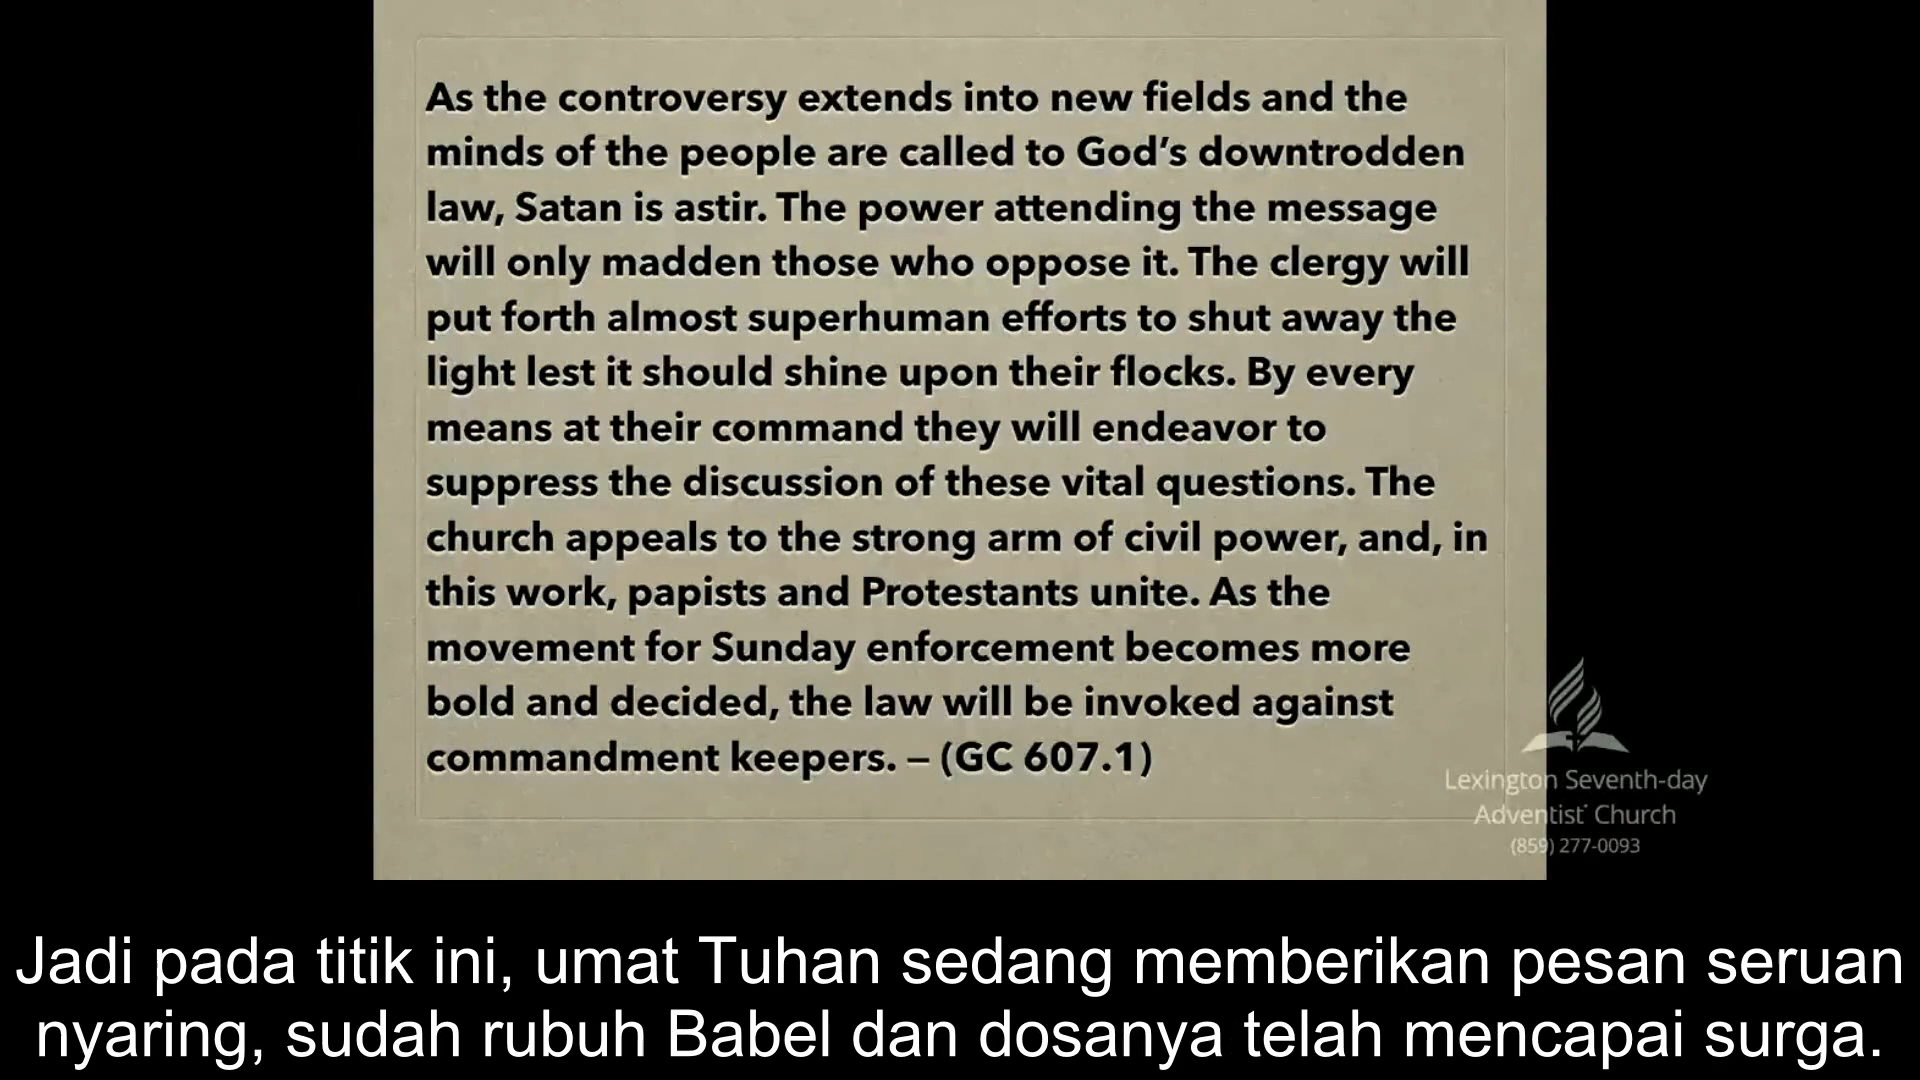 As the controversy extends into new fields and the
minds of the people are called to God’s downtrodden
law, Satan is astir. The power attending the message
will only madden those who oppose it. The clergy will
put forth almost superhuman efforts to shut away the
light lest it should shine upon their flocks. By every
means at their command they will endeavor to
suppress the discussion of these vital questions. The
church appeals to the strong arm of civil power, and, in
this work, papists and Protestants unite. As the
movement for Sunday enforcement becomes more
bold and decided, the law will be invoked against
commandment keepers. – (GC 607.1)
Lexington Seventh-day
Adventist® Church
(859) 277-0093
Jadi pada titik ini, umat Tuhan sedang memberikan pesan seruan
nyaring, sudah rubuh Babel dan dosanya telah mencapai surga.